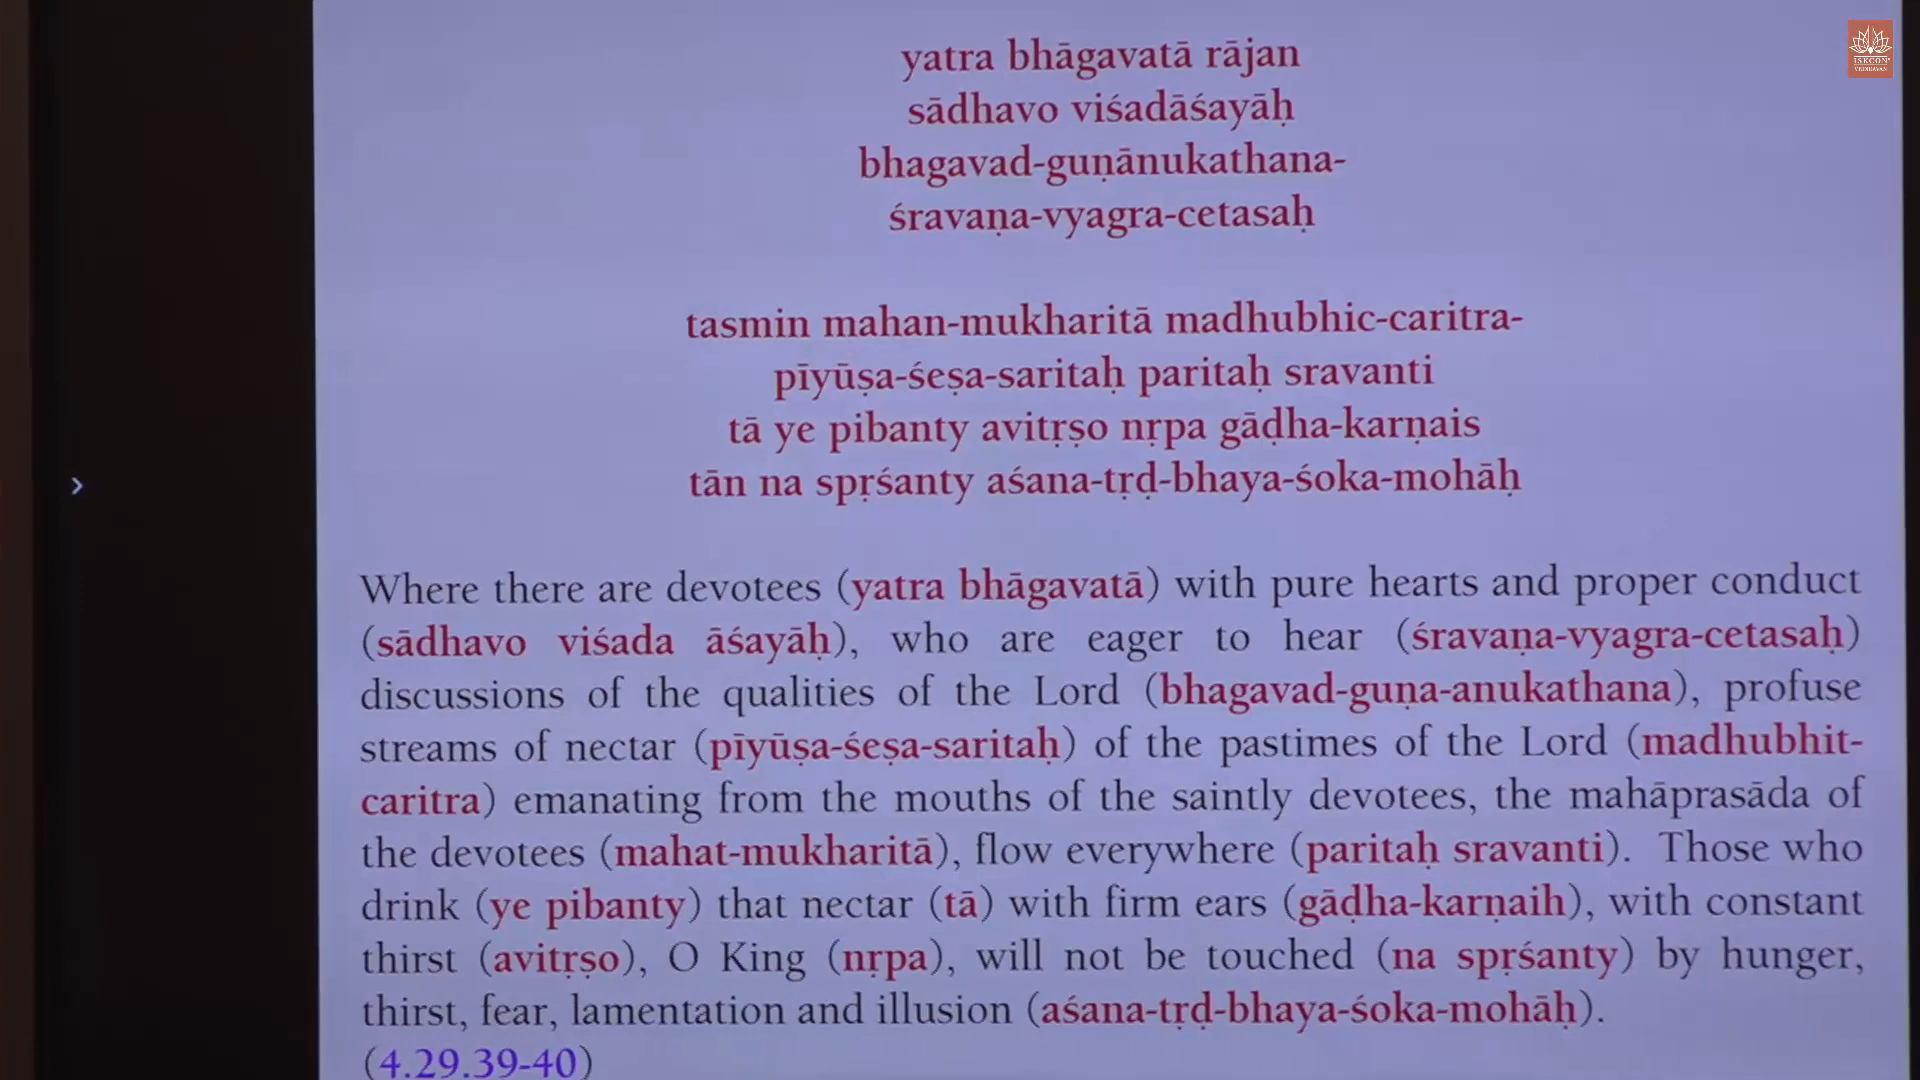 yatra bhāgavatā rājan
sādhavo viśadāśayāḥ
bhagavad-guṇānukathana-
śravaṇa-vyagra-cetasaḥ
tasmin mahan-mukharitā madhubhic-caritra-
pīyūṣa-śeṣa-saritaḥ paritaḥ sravanti
tā ye pibanty avitṛṣo nṛpa gāḍha-karṇais
tān na spṛśanty aśana-tṛḍ-bhaya-śoka-mohāḥ
Where there are devotees (yatra bhāgavatā) with pure hearts and proper conduct
(sādhavo viśada āśayāḥ), who are eager to hear (śravaṇa-vyagra-cetasaḥ)
discussions of the qualities of the Lord (bhagavad-guṇa-anukathana), profuse
streams of nectar (pīyūṣa-śeṣa-saritaḥ) of the pastimes of the Lord (madhubhit-
caritra) emanating from the mouths of the saintly devotees, the mahāprasāda of
the devotees (mahat-mukharitā), flow everywhere (paritaḥ sravanti). Those who
drink (ye pibanty) that nectar (tā) with firm ears (gāḍha-karṇaih), with constant
thirst (avitṛṣo), O King (nṛpa), will not be touched (na spṛśanty) by hunger,
thirst, fear, lamentation and illusion (aśana-tṛḍ-bhaya-śoka-mohāḥ).
(4.29.39-40)
ISKCON
VRINDAVAN